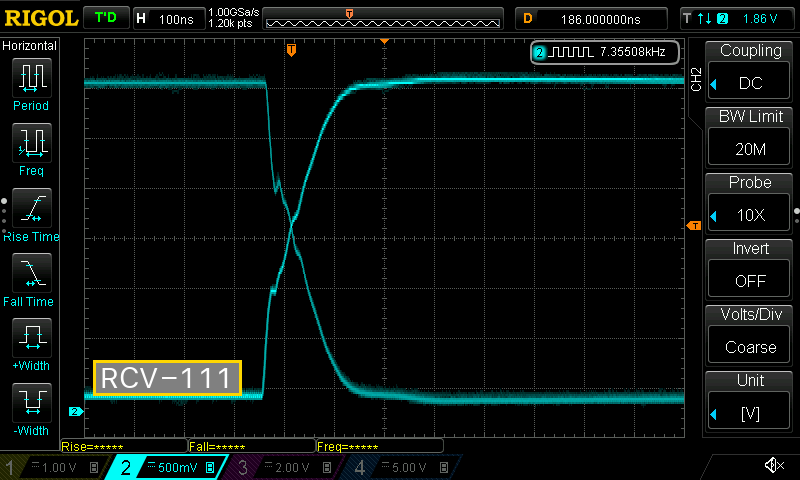 RIGOL T'D H 100ns 1.00GSa/s 1.20k pts T D 186.000000ns T 2 1.86 V
Horizontal
Period
Freq
Rise Time
Fall Time
+Width
-Width
T
2 7.35508kHz
T
2
RCV-111
CH2
Coupling
DC
BW Limit
20M
Probe
10X
Invert
OFF
Volts/Div
Coarse
Unit
[V]
Rise=***** Fall=***** Freq=*****
1 1.00 V B 2 500mV B 3 2.00 V B 4 5.00 V B